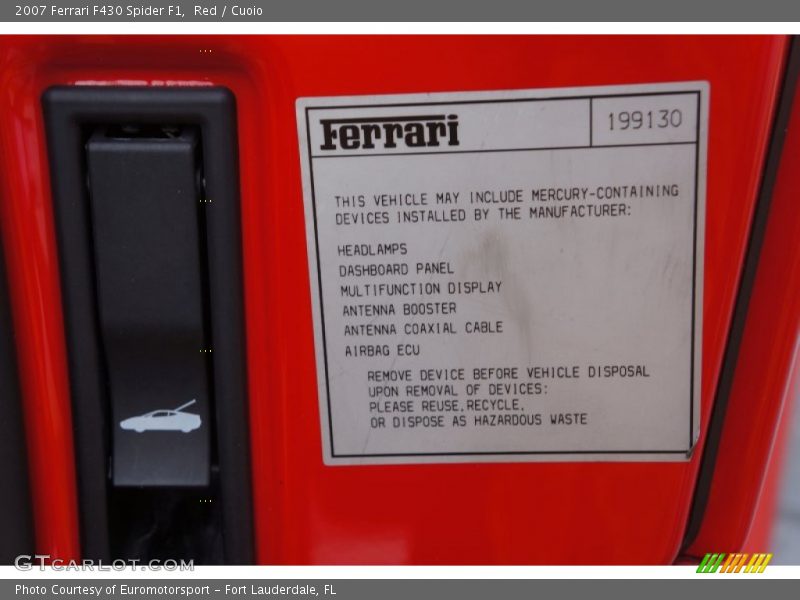 2007 Ferrari F430 Spider F1,  Red / Cuoio
Ferrari
199130
THIS VEHICLE MAY INCLUDE MERCURY-CONTAINING
DEVICES INSTALLED BY THE MANUFACTURER:
HEADLAMPS
DASHBOARD PANEL
MULTIFUNCTION DISPLAY
ANTENNA BOOSTER
ANTENNA COAXIAL CABLE
AIRBAG ECU
REMOVE DEVICE BEFORE VEHICLE DISPOSAL
UPON REMOVAL OF DEVICES:
PLEASE REUSE,RECYCLE,
OR DISPOSE AS HAZARDOUS WASTE
GTCARLOT.COM
Photo Courtesy of Euromotorsport - Fort Lauderdale, FL